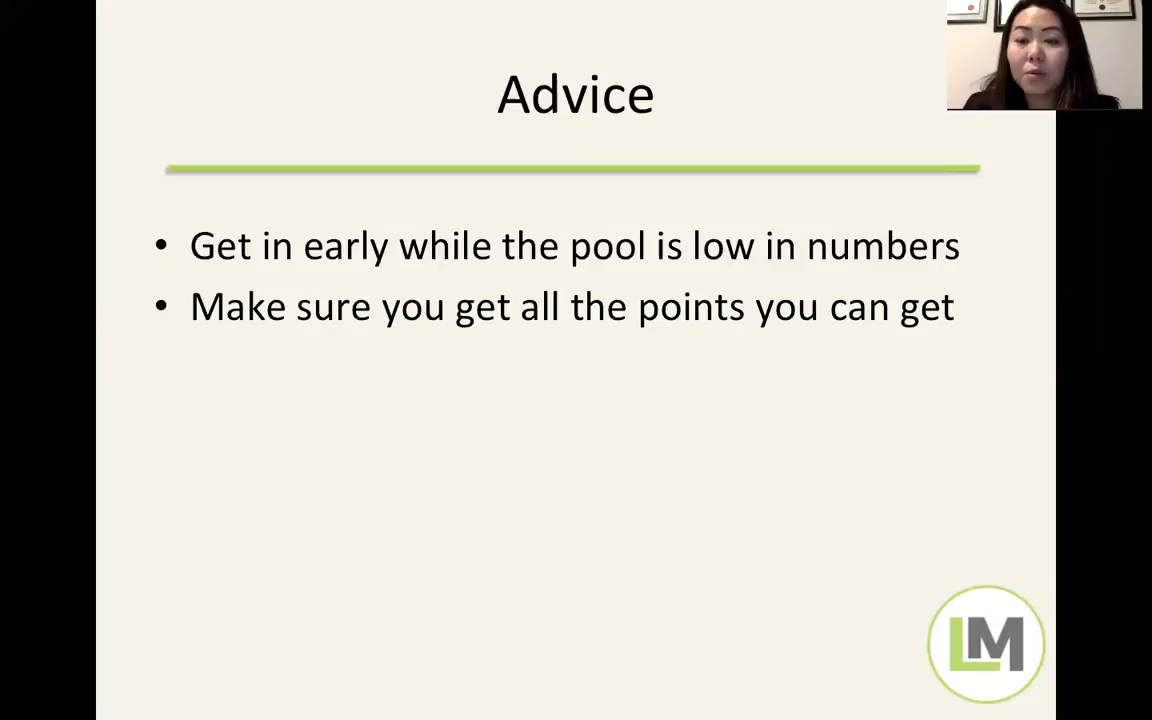 Advice
• Get in early while the pool is low in numbers
• Make sure you get all the points you can get
LM